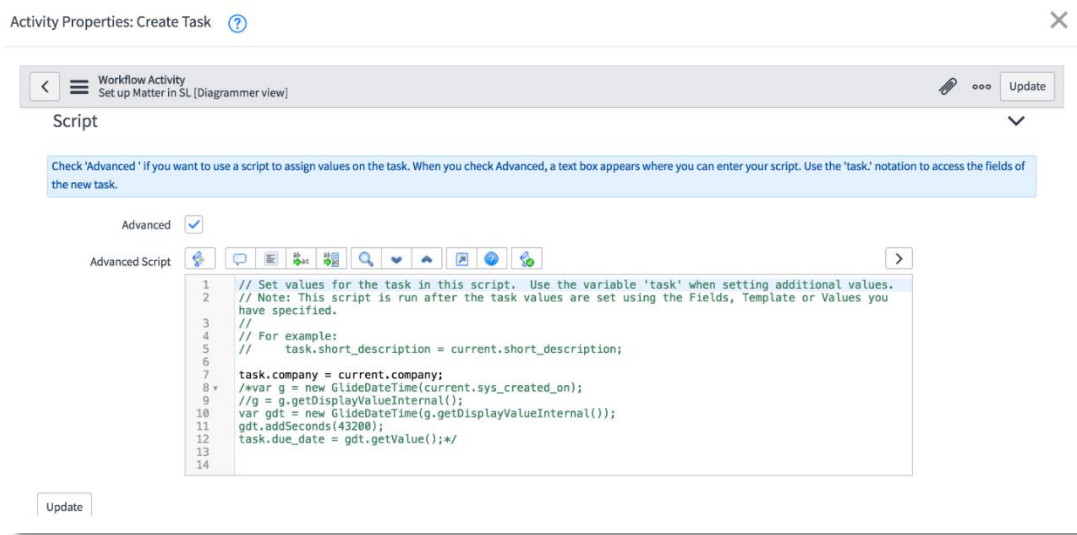 Activity Properties: Create Task ?
Workflow Activity
Set up Matter in SL [Diagrammer view]
Update
Script
Check 'Advanced ' if you want to use a script to assign values on the task. When you check Advanced, a text box appears where you can enter your script. Use the 'task.' notation to access the fields of
the new task.
Advanced
Advanced Script
1 // Set values for the task in this script.  Use the variable 'task' when setting additional values.
2 // Note: This script is run after the task values are set using the Fields, Template or Values you
have specified.
3 //
4 // For example:
5 //     task.short_description = current.short_description;
6
7 task.company = current.company;
8 /*var g = new GlideDateTime(current.sys_created_on);
9 //g = g.getDisplayValueInternal();
10 var gdt = new GlideDateTime(g.getDisplayValueInternal());
11 gdt.addSeconds(43200);
12 task.due_date = gdt.getValue();*/
13
14
Update